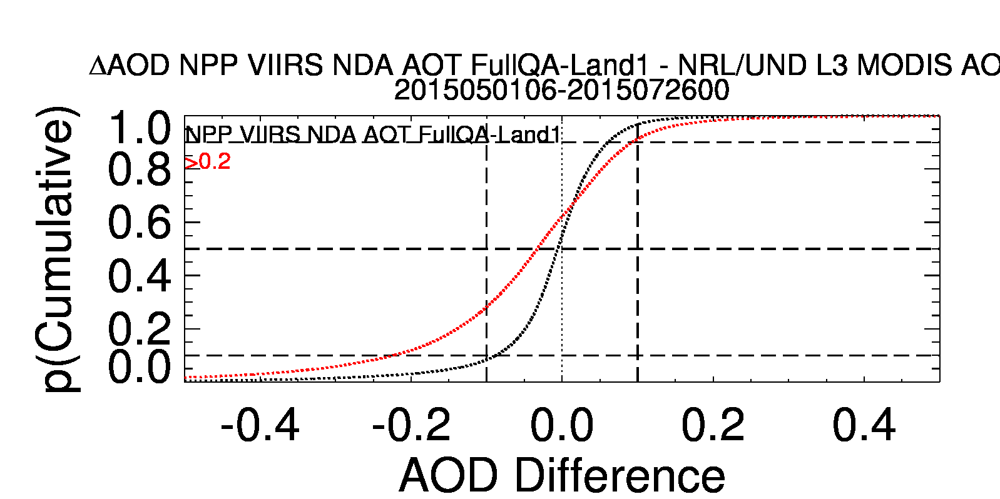 ΔAOD NPP VIIRS NDA AOT FullQA-Land1 - NRL/UND L3 MODIS AO
2015050106-2015072600
NPP VIIRS NDA AOT FullQA-Land1
>0.2
p(Cumulative)
1.0
0.8
0.6
0.4
0.2
0.0
-0.4 -0.2 0.0 0.2 0.4
AOD Difference